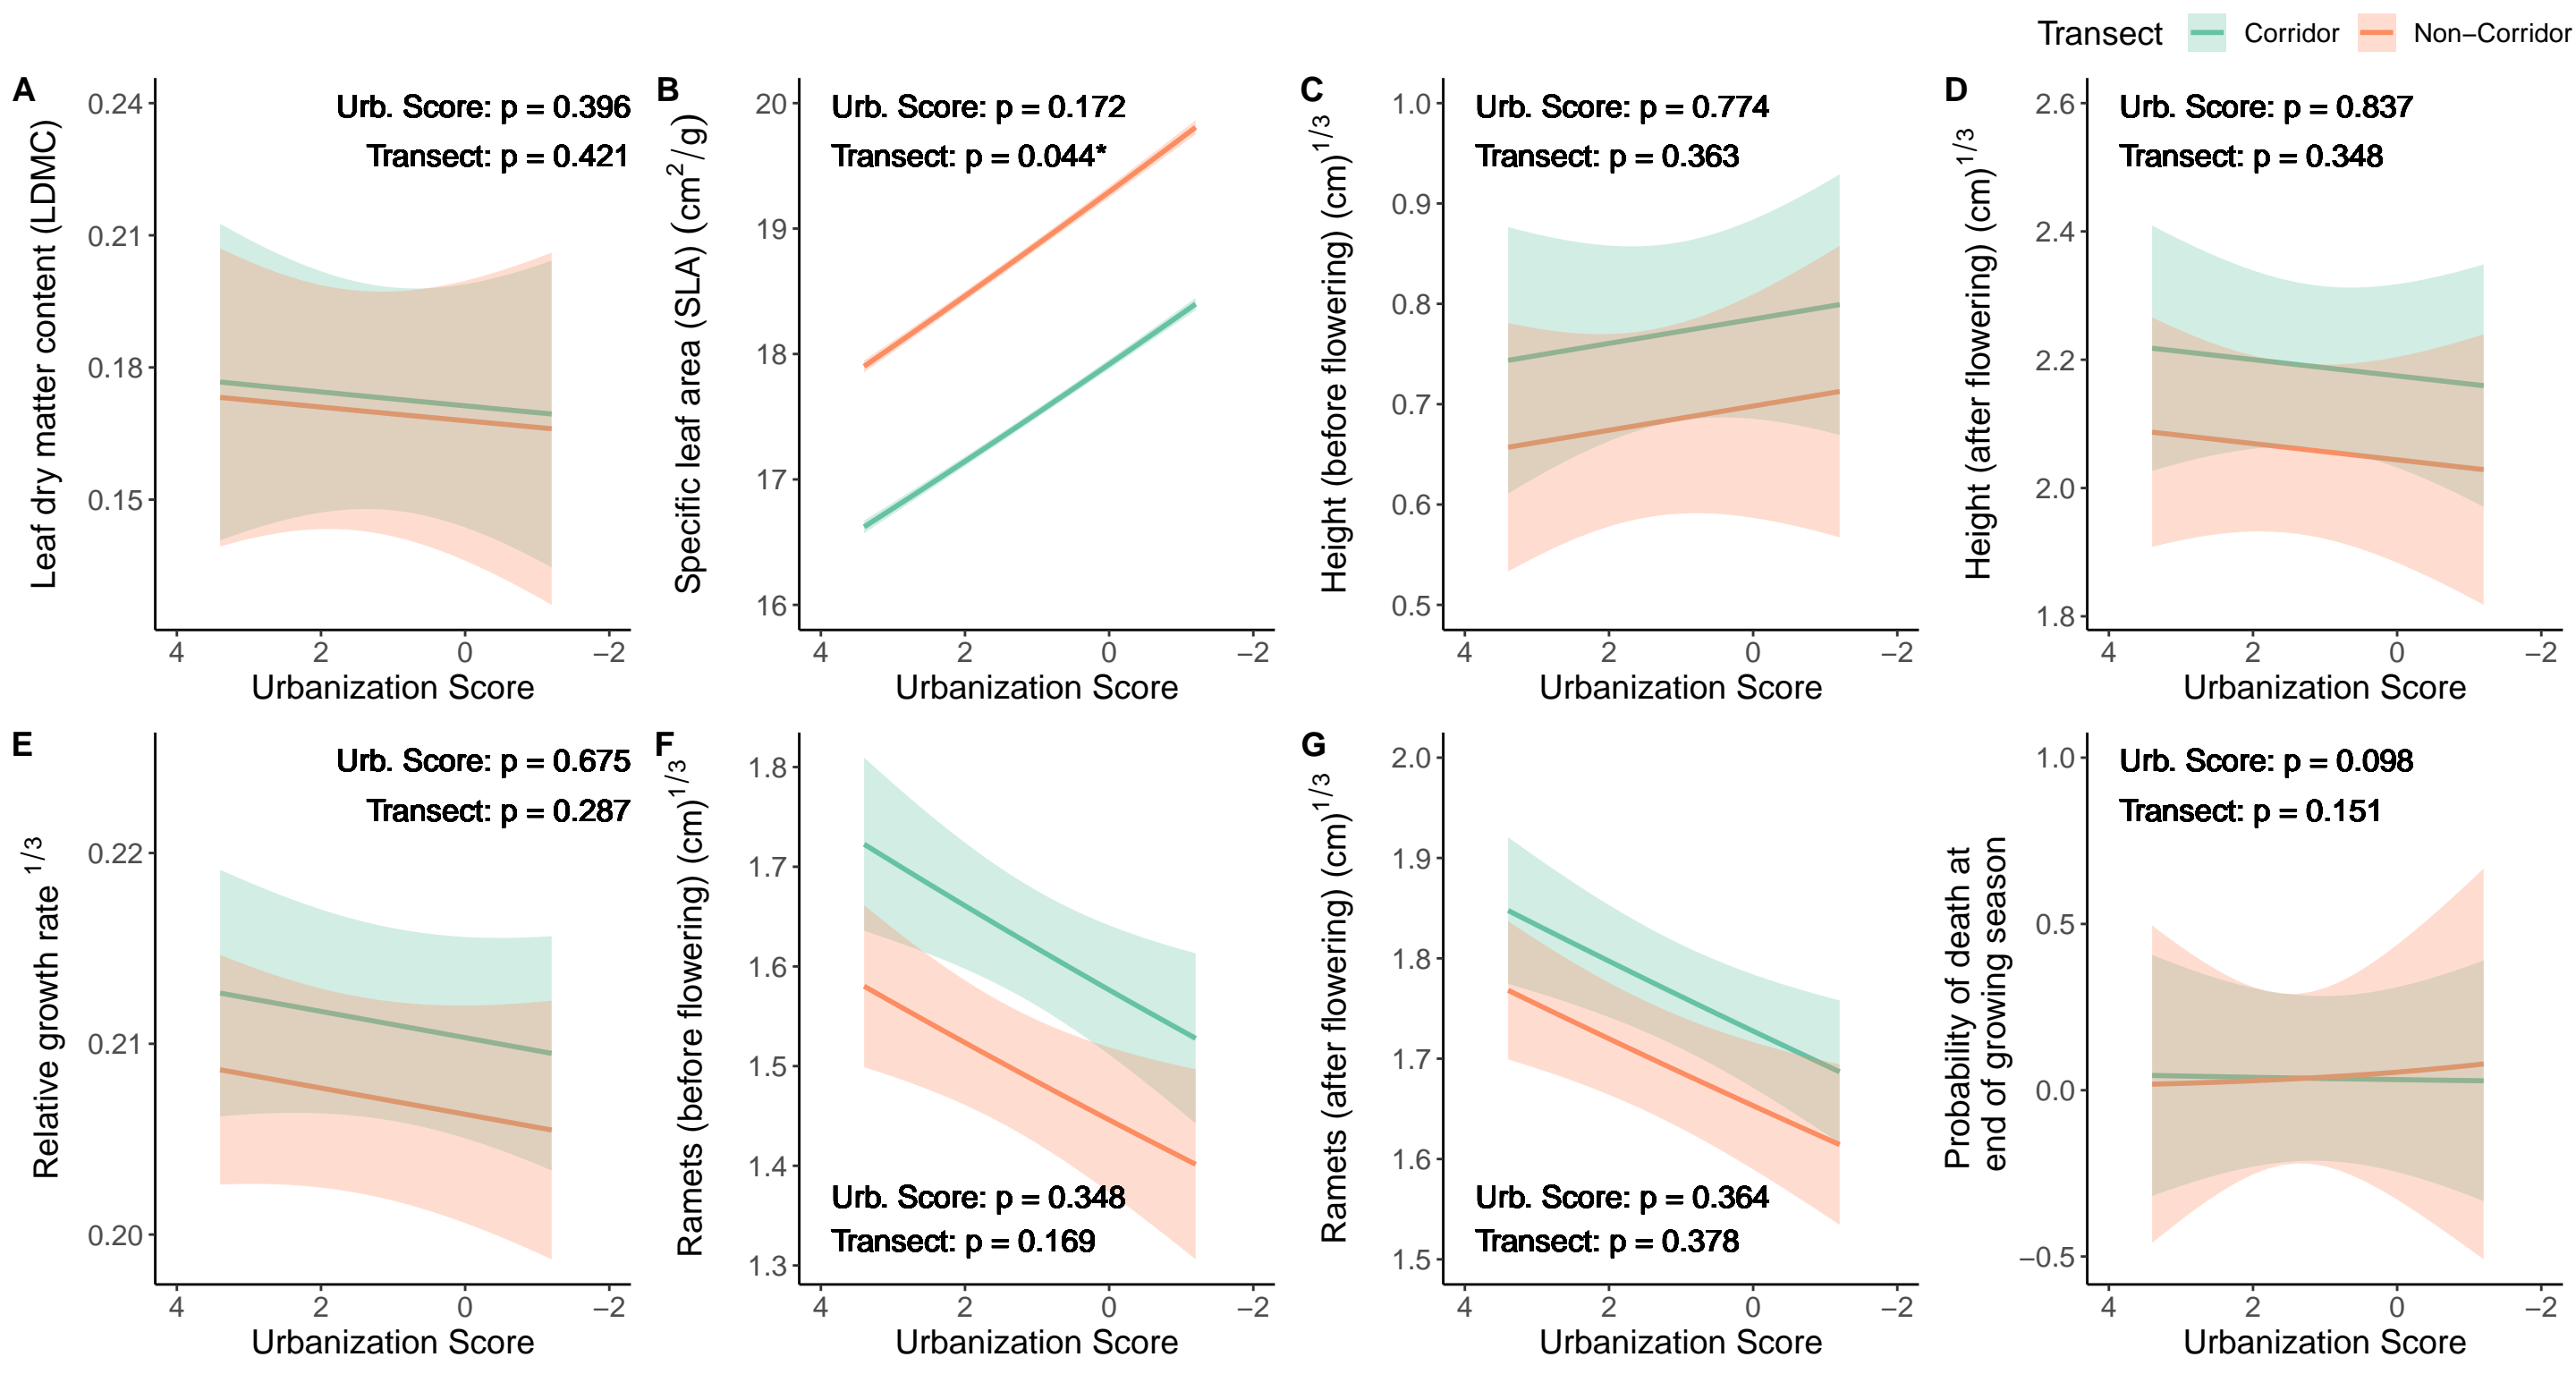 Transect Corridor Non−Corridor
A
Leaf dry matter content (LDMC)
0.24
0.21
0.18
0.15
Urb. Score: p = 0.396
Transect: p = 0.421
4 2 0 −2
Urbanization Score
B
Specific leaf area (SLA) (cm²/g)
20
19
18
17
16
Urb. Score: p = 0.172
Transect: p = 0.044*
4 2 0 −2
Urbanization Score
C
Height (before flowering) (cm)^1/3
1.0
0.9
0.8
0.7
0.6
0.5
Urb. Score: p = 0.774
Transect: p = 0.363
4 2 0 −2
Urbanization Score
D
Height (after flowering) (cm)^1/3
2.6
2.4
2.2
2.0
1.8
Urb. Score: p = 0.837
Transect: p = 0.348
4 2 0 −2
Urbanization Score
E
Relative growth rate ^1/3
0.22
0.21
0.20
Urb. Score: p = 0.675
Transect: p = 0.287
4 2 0 −2
Urbanization Score
F
Ramets (before flowering) (cm)^1/3
1.8
1.7
1.6
1.5
1.4
1.3
Urb. Score: p = 0.348
Transect: p = 0.169
4 2 0 −2
Urbanization Score
G
Ramets (after flowering) (cm)^1/3
2.0
1.9
1.8
1.7
1.6
1.5
Urb. Score: p = 0.364
Transect: p = 0.378
4 2 0 −2
Urbanization Score
Probability of death at
end of growing season
1.0
0.5
0.0
−0.5
Urb. Score: p = 0.098
Transect: p = 0.151
4 2 0 −2
Urbanization Score